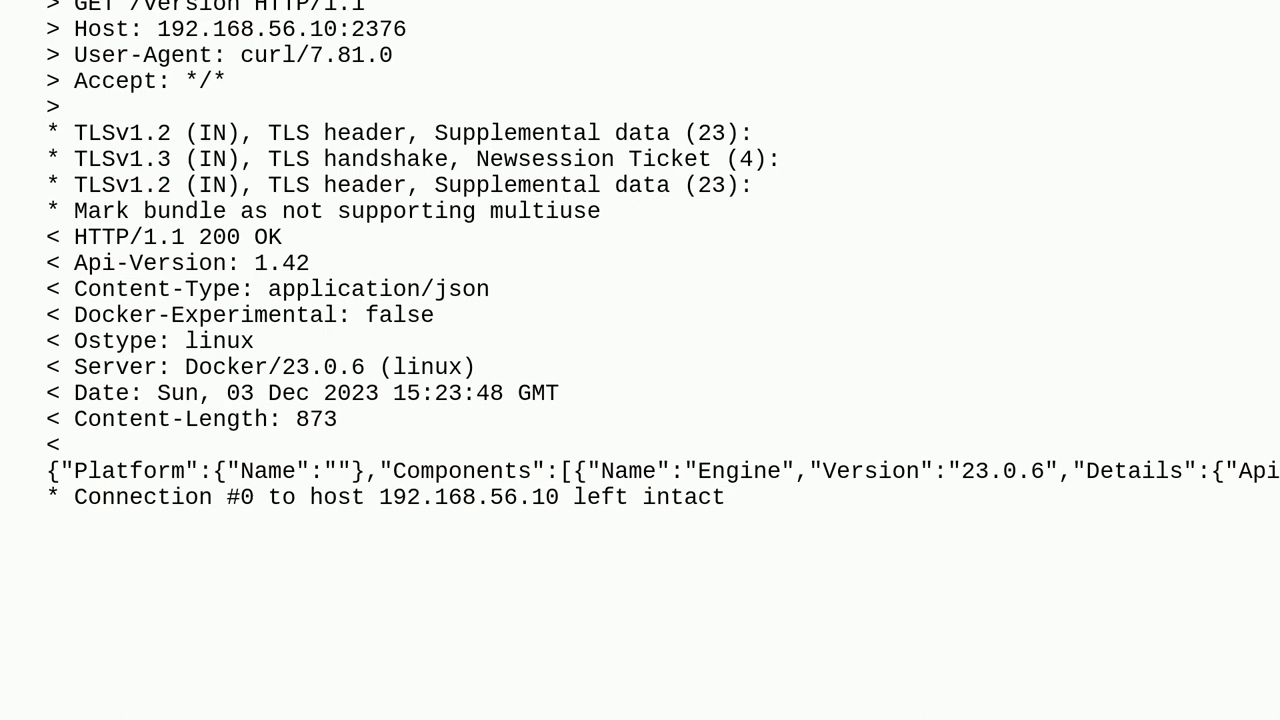 > GET /version HTTP/1.1
> Host: 192.168.56.10:2376
> User-Agent: curl/7.81.0
> Accept: */*
>
* TLSv1.2 (IN), TLS header, Supplemental data (23):
* TLSv1.3 (IN), TLS handshake, Newsession Ticket (4):
* TLSv1.2 (IN), TLS header, Supplemental data (23):
* Mark bundle as not supporting multiuse
< HTTP/1.1 200 OK
< Api-Version: 1.42
< Content-Type: application/json
< Docker-Experimental: false
< Ostype: linux
< Server: Docker/23.0.6 (linux)
< Date: Sun, 03 Dec 2023 15:23:48 GMT
< Content-Length: 873
<
{"Platform":{"Name":""},"Components":[{"Name":"Engine","Version":"23.0.6","Details":{"Api
* Connection #0 to host 192.168.56.10 left intact